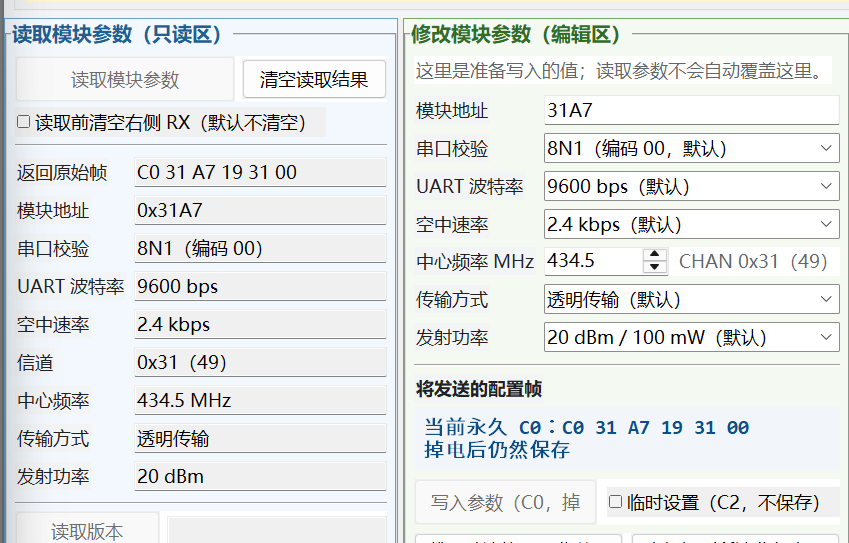 读取模块参数（只读区）
读取模块参数 清空读取结果
读取前清空右侧 RX（默认不清空）
返回原始帧 C0 31 A7 19 31 00
模块地址 0x31A7
串口校验 8N1（编码 00）
UART 波特率 9600 bps
空中速率 2.4 kbps
信道 0x31（49）
中心频率 434.5 MHz
传输方式 透明传输
发射功率 20 dBm
读取版本
修改模块参数（编辑区）
这里是准备写入的值；读取参数不会自动覆盖这里。
模块地址 31A7
串口校验 8N1（编码 00，默认）
UART 波特率 9600 bps（默认）
空中速率 2.4 kbps（默认）
中心频率 MHz 434.5 CHAN 0x31（49）
传输方式 透明传输（默认）
发射功率 20 dBm / 100 mW（默认）
将发送的配置帧
当前永久 C0：C0 31 A7 19 31 00
掉电后仍然保存
写入参数（C0，掉 临时设置（C2，不保存）